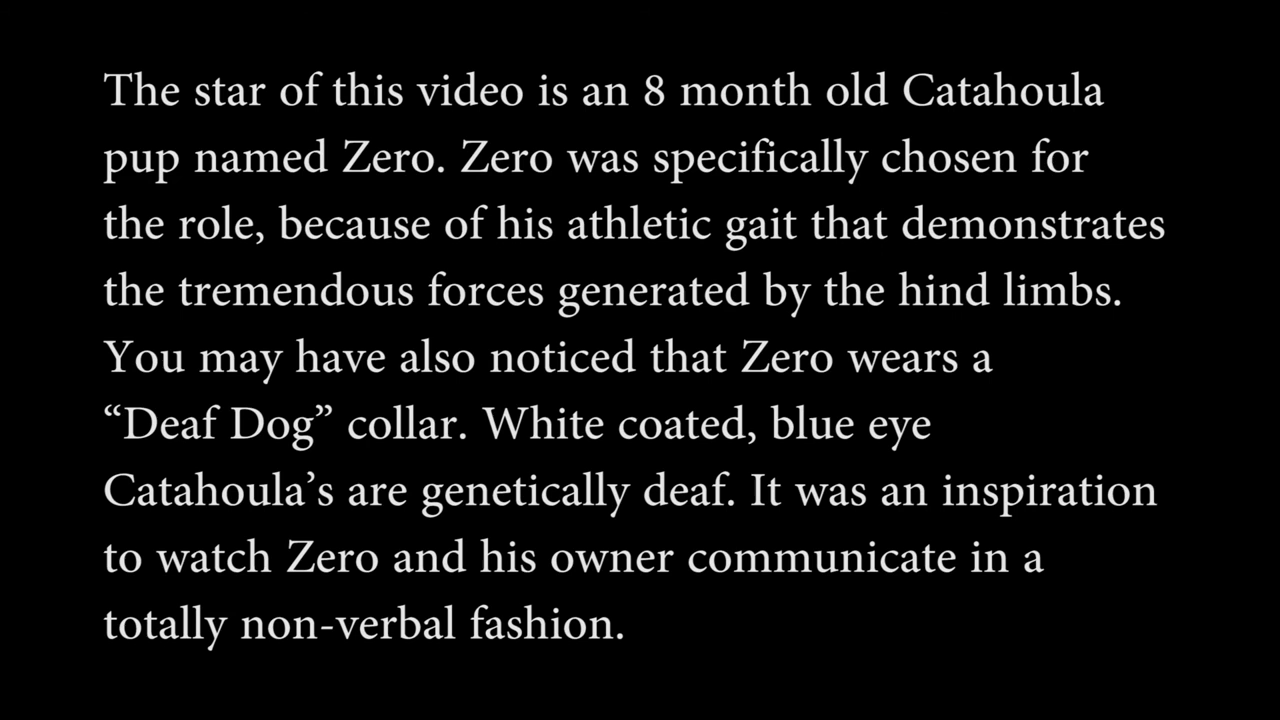 The star of this video is an 8 month old Catahoula
pup named Zero. Zero was specifically chosen for
the role, because of his athletic gait that demonstrates
the tremendous forces generated by the hind limbs.
You may have also noticed that Zero wears a
“Deaf Dog” collar. White coated, blue eye
Catahoula’s are genetically deaf. It was an inspiration
to watch Zero and his owner communicate in a
totally non-verbal fashion.